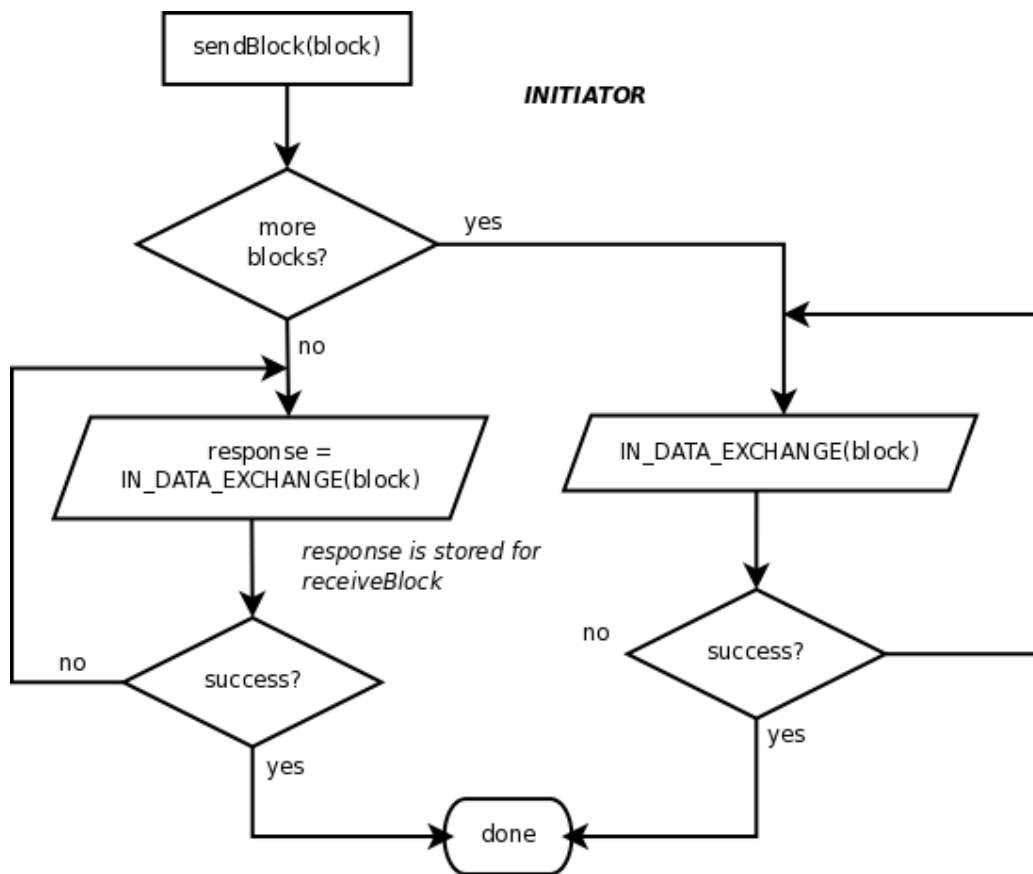 sendBlock(block)
INITIATOR
more
blocks?
yes
no
response =
IN_DATA_EXCHANGE(block)
IN_DATA_EXCHANGE(block)
response is stored for
receiveBlock
no
success?
yes
no
success?
yes
done